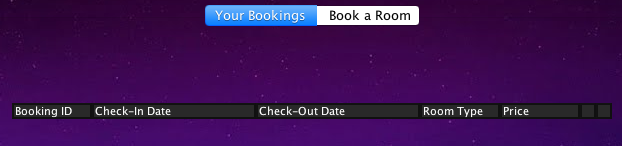 Your Bookings Book a Room
Booking ID Check-In Date Check-Out Date Room Type Price